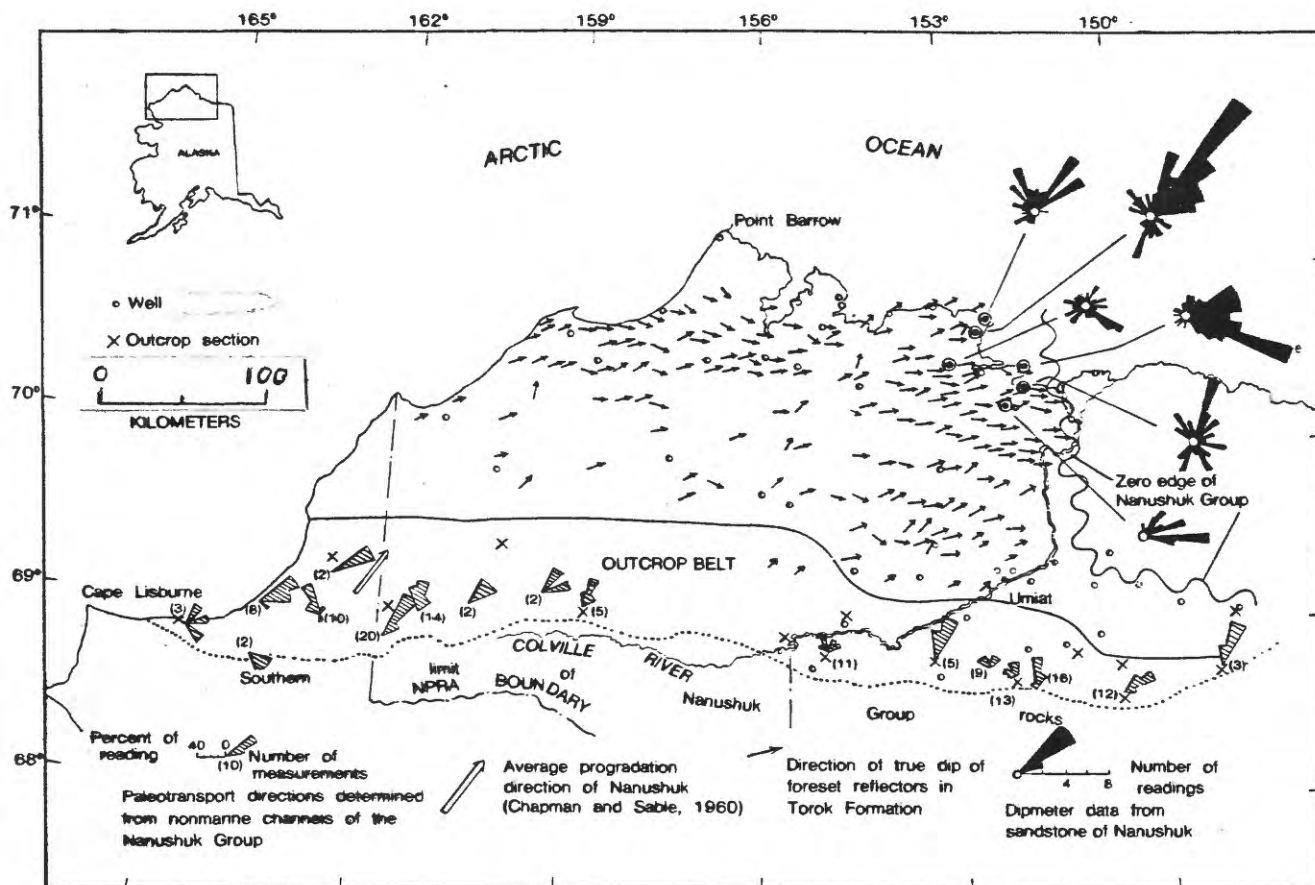 165° 162° 159° 156° 153° 150°
ALASKA
ARCTIC OCEAN
71°
Point Barrow
o Well
× Outcrop section
0 100
KILOMETERS
70°
Zero edge of
Nanushuk Group
OUTCROP BELT
69°
Cape Lisburne
Umiat
(3) (8) (2) (10) (20) (14) (2) (2) (5)
(2)
(11) (5) (9) (13) (16) (12) (3)
Southern limit of Nanushuk Group rocks
COLVILLE RIVER
NPRA BOUNDARY
68°
Percent of
reading
40 0
(10)
Number of
measurements
Paleotransport directions determined
from nonmarine channels of the
Nanushuk Group
Average progradation
direction of Nanushuk
(Chapman and Sable, 1960)
Direction of true dip of
foreset reflectors in
Torok Formation
4 8
Number of
readings
Dipmeter data from
sandstone of Nanushuk